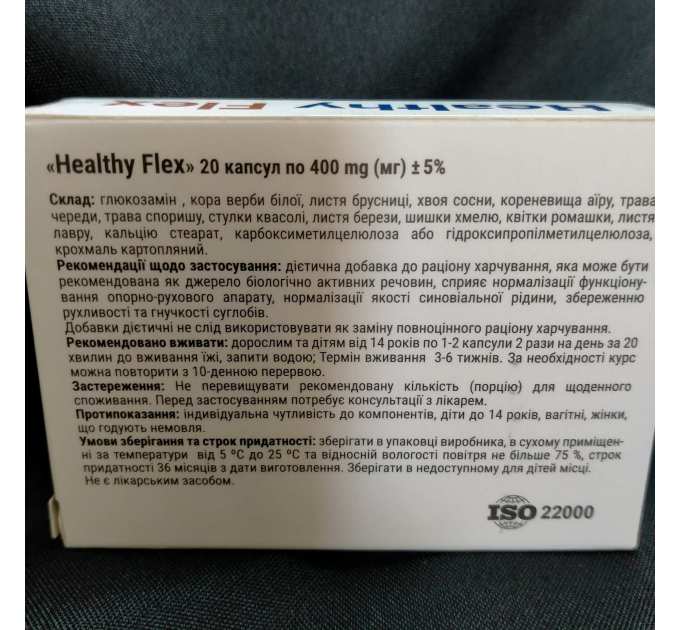 Healthy Flex
«Healthy Flex» 20 капсул по 400 mg (мг) ± 5%
Склад: глюкозамін , кора верби білої, листя брусниці, хвоя сосни, кореневища аїру, трава
череди, трава споришу, стулки квасолі, листя берези, шишки хмелю, квітки ромашки, листя
лавру, кальцію стеарат, карбоксиметилцелюлоза або гідроксипропілметилцелюлоза,
крохмаль картопляний.
Рекомендації щодо застосування: дієтична добавка до раціону харчування, яка може бути
рекомендована як джерело біологічно активних речовин, сприяє нормалізації функціону-
вання опорно-рухового апарату, нормалізації якості синовіальної рідини, збереженню
рухливості та гнучкості суглобів.
Добавки дієтичні не слід використовувати як заміну повноцінного раціону харчування.
Рекомендовано вживати: дорослим та дітям від 14 років по 1-2 капсули 2 рази на день за 20
хвилин до вживання їжі, запити водою; Термін вживання 3-6 тижнів. За необхідності курс
можна повторити з 10-денною перервою.
Застереження: Не перевищувати рекомендовану кількість (порцію) для щоденного
споживання. Перед застосуванням потребує консультації з лікарем.
Протипоказання: індивідуальна чутливість до компонентів, діти до 14 років, вагітні, жінки,
що годують немовля.
Умови зберігання та строк придатності: зберігати в упаковці виробника, в сухому приміщен-
ні за температури від 5 ºС до 25 ºС та відносній вологості повітря не більше 75 %, строк
придатності 36 місяців з дати виготовлення. Зберігати в недоступному для дітей місці.
Не є лікарським засобом.
ISO 22000